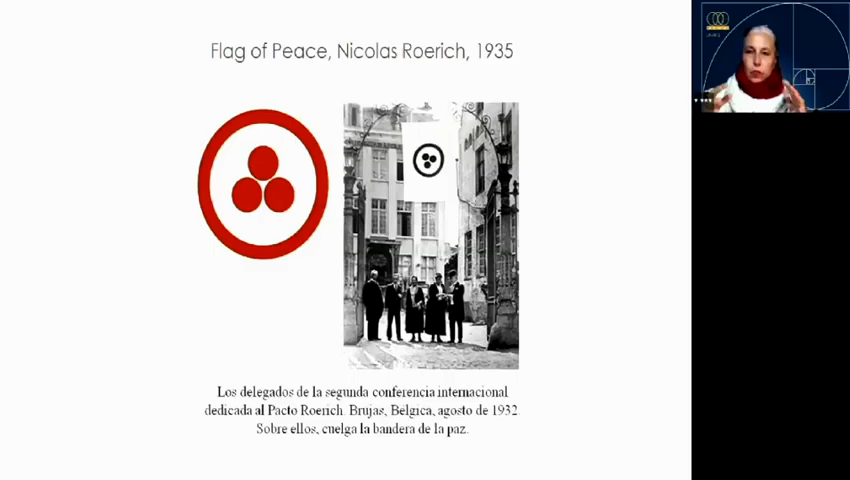 Flag of Peace, Nicolas Roerich, 1935
Los delegados de la segunda conferencia internacional
dedicada al Pacto Roerich. Brujas, Bélgica, agosto de 1932.
Sobre ellos, cuelga la bandera de la paz.